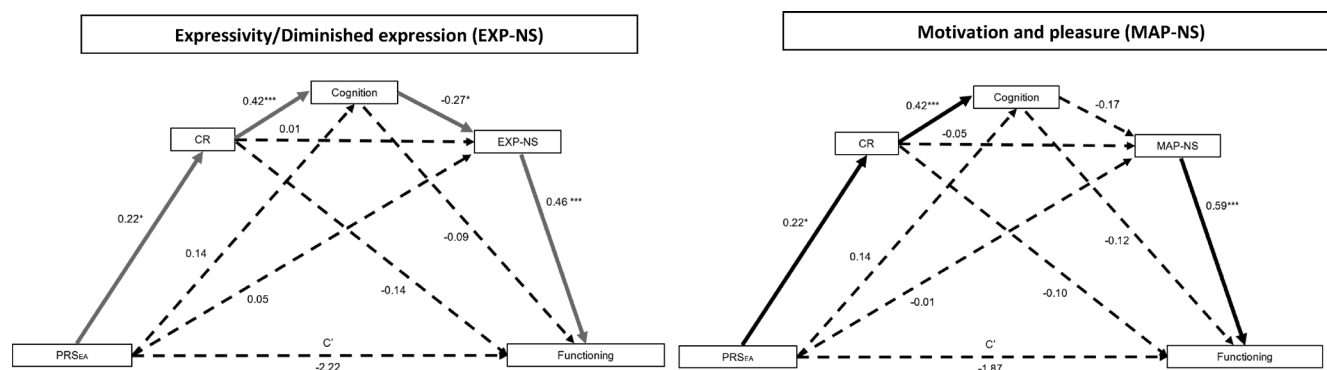 Expressivity/Diminished expression (EXP-NS)
Cognition
0.42***
-0.27*
0.01
CR
EXP-NS
0.22*
0.46 ***
0.14
-0.09
0.05
-0.14
PRSEA
C'
Functioning
-2.22
Motivation and pleasure (MAP-NS)
Cognition
0.42***
-0.17
-0.05
CR
MAP-NS
0.22*
0.59***
0.14
-0.12
-0.01
-0.10
PRSEA
C'
Functioning
-1.87